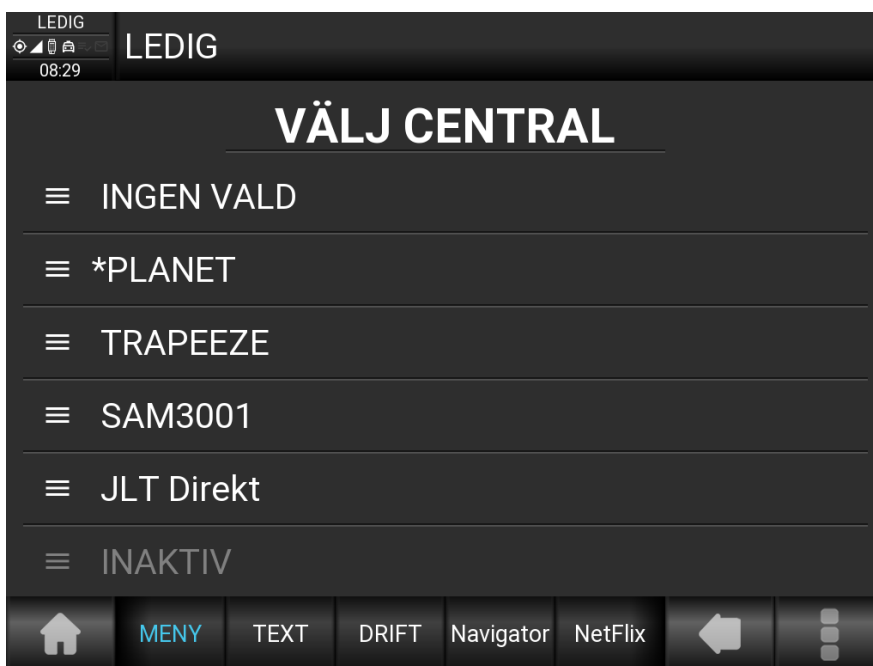 LEDIG
08:29
LEDIG
VÄLJ CENTRAL
INGEN VALD
*PLANET
TRAPEEZE
SAM3001
JLT Direkt
INAKTIV
MENY TEXT DRIFT Navigator NetFlix